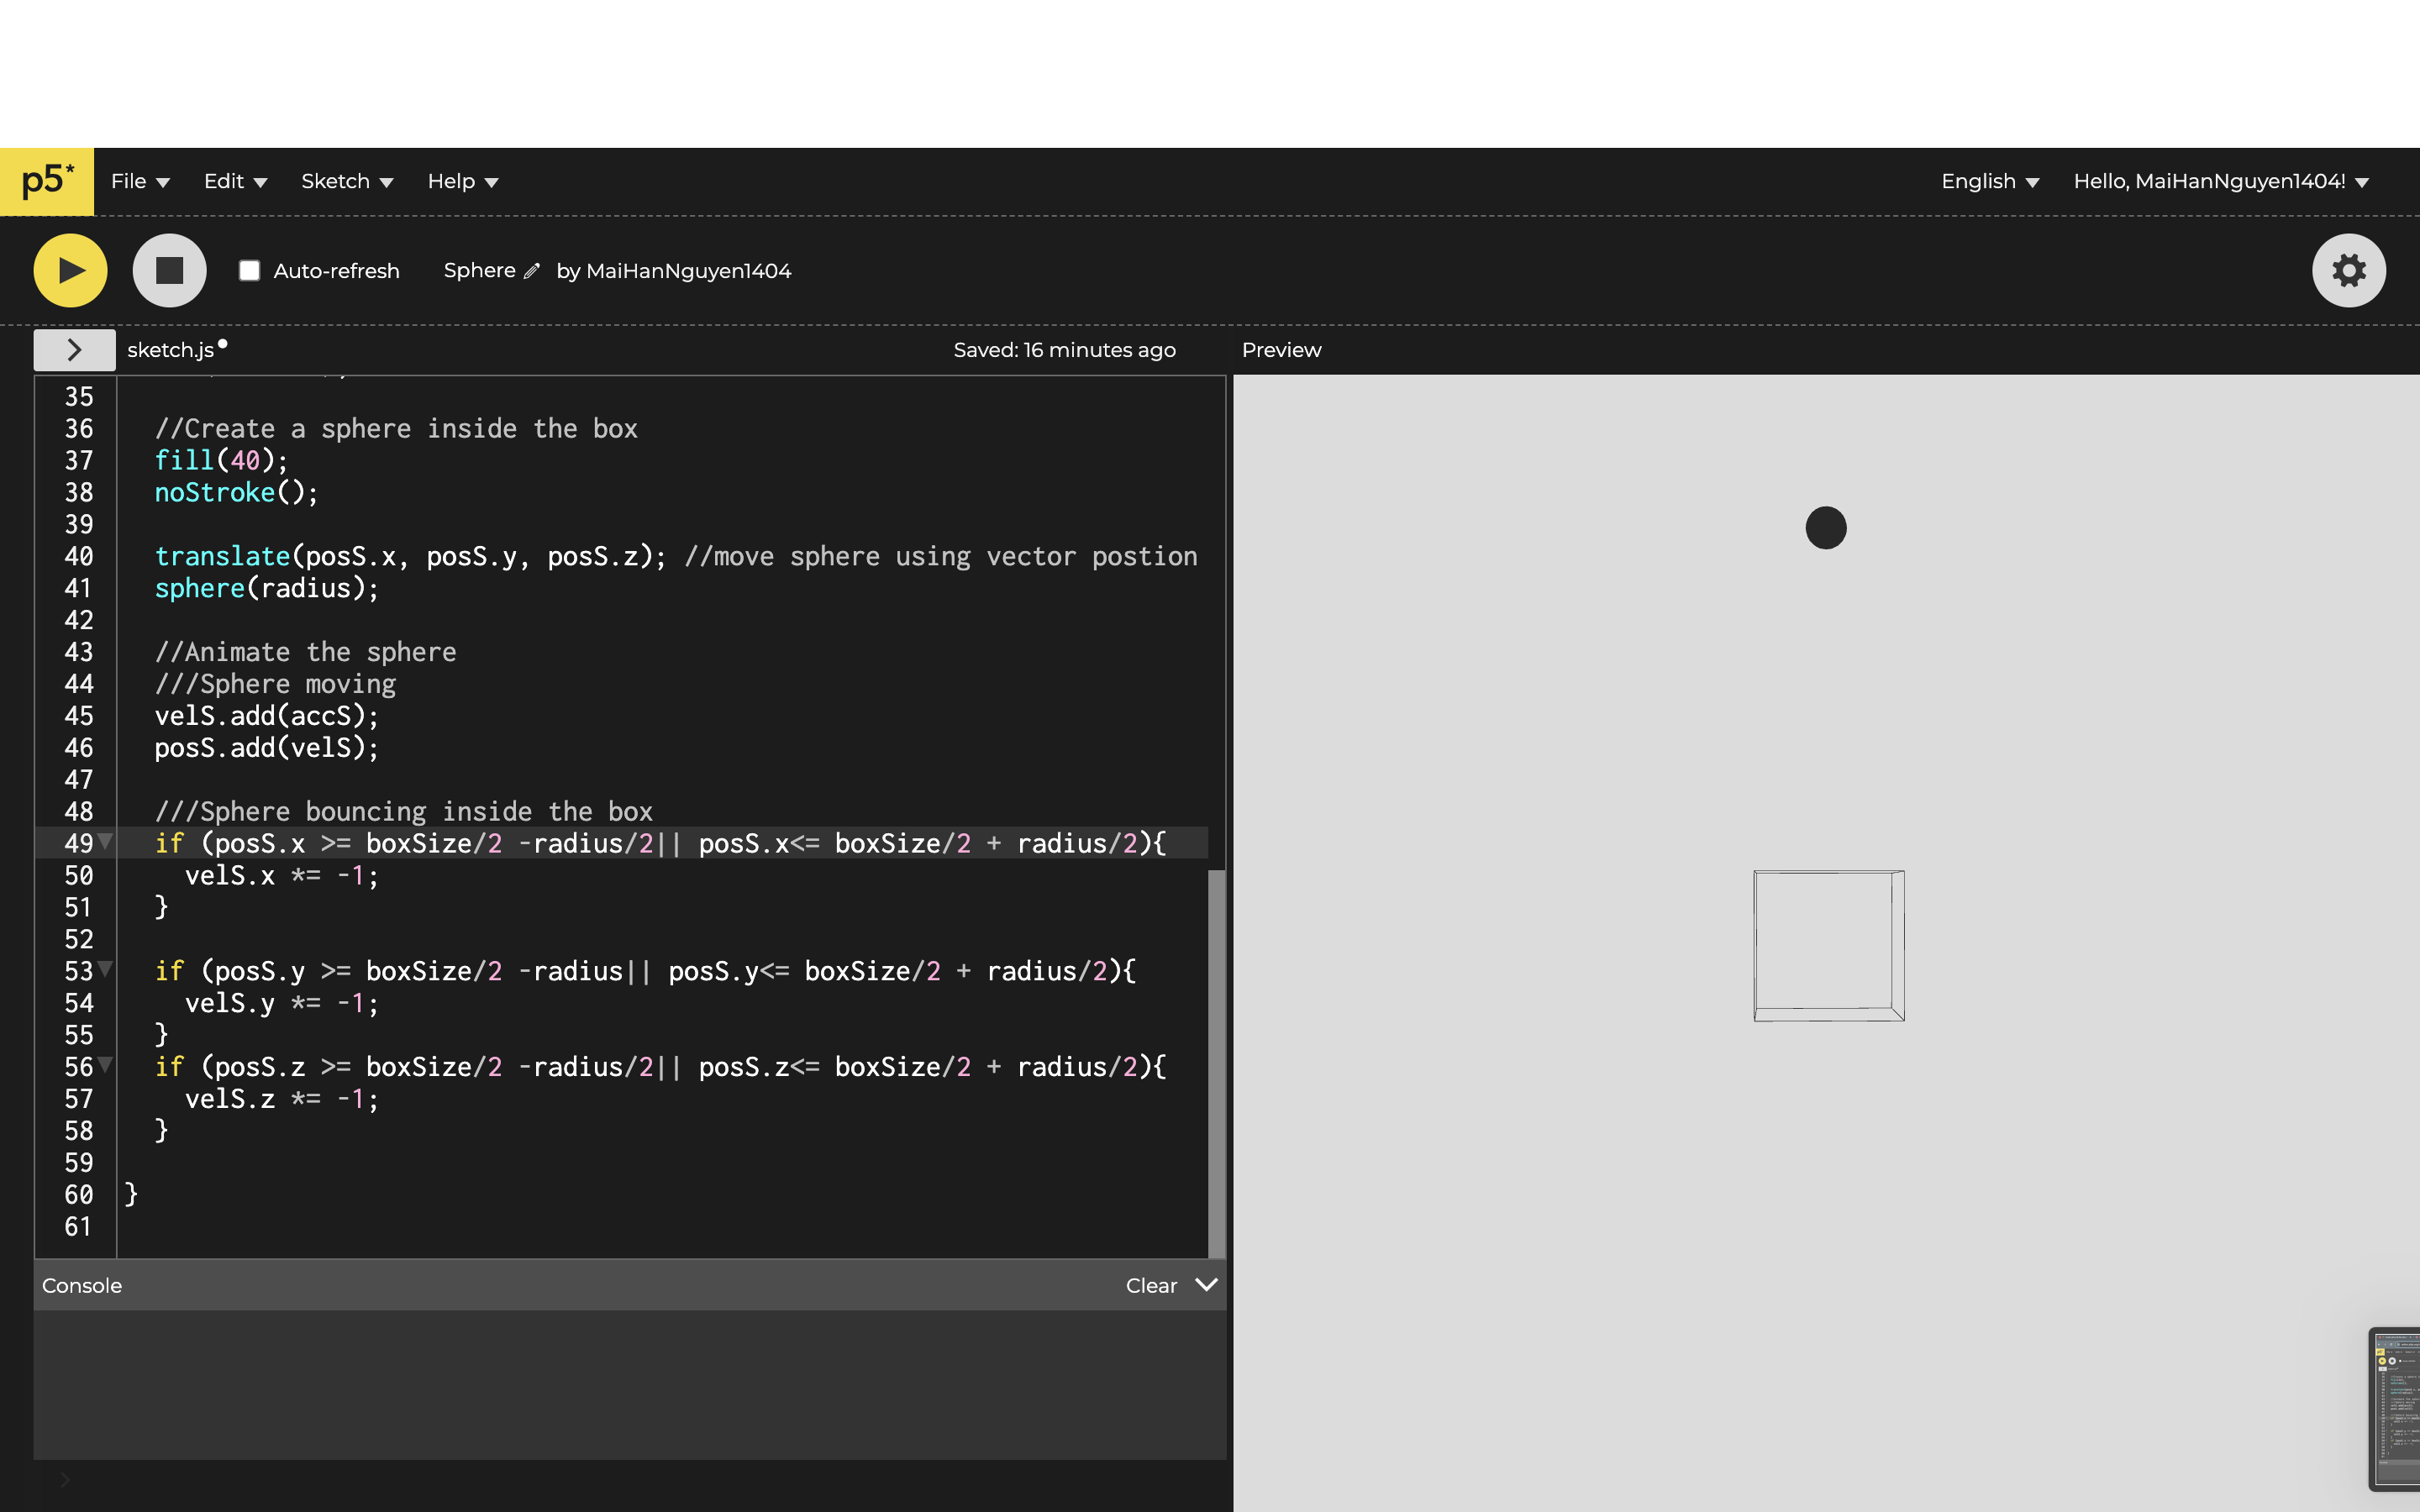 p5*
File Edit Sketch Help English Hello, MaiHanNguyen1404!
Auto-refresh Sphere by MaiHanNguyen1404
> sketch.js Saved: 16 minutes ago Preview
35
36 //Create a sphere inside the box
37 fill(40);
38 noStroke();
39
40 translate(posS.x, posS.y, posS.z); //move sphere using vector postion
41 sphere(radius);
42
43 //Animate the sphere
44 ///Sphere moving
45 velS.add(accS);
46 posS.add(velS);
47
48 ///Sphere bouncing inside the box
49 if (posS.x >= boxSize/2 -radius/2|| posS.x<= boxSize/2 + radius/2){
50 velS.x *= -1;
51 }
52
53 if (posS.y >= boxSize/2 -radius|| posS.y<= boxSize/2 + radius/2){
54 velS.y *= -1;
55 }
56 if (posS.z >= boxSize/2 -radius/2|| posS.z<= boxSize/2 + radius/2){
57 velS.z *= -1;
58 }
59
60 }
61
Console Clear
>